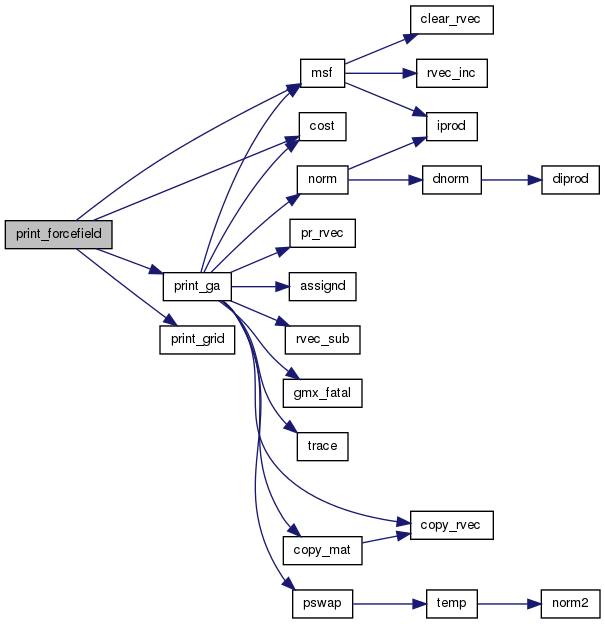 clear_rvec
msf
rvec_inc
cost
iprod
norm
dnorm
diprod
print_forcefield
pr_rvec
print_ga
assignd
print_grid
rvec_sub
gmx_fatal
trace
copy_rvec
copy_mat
pswap
temp
norm2